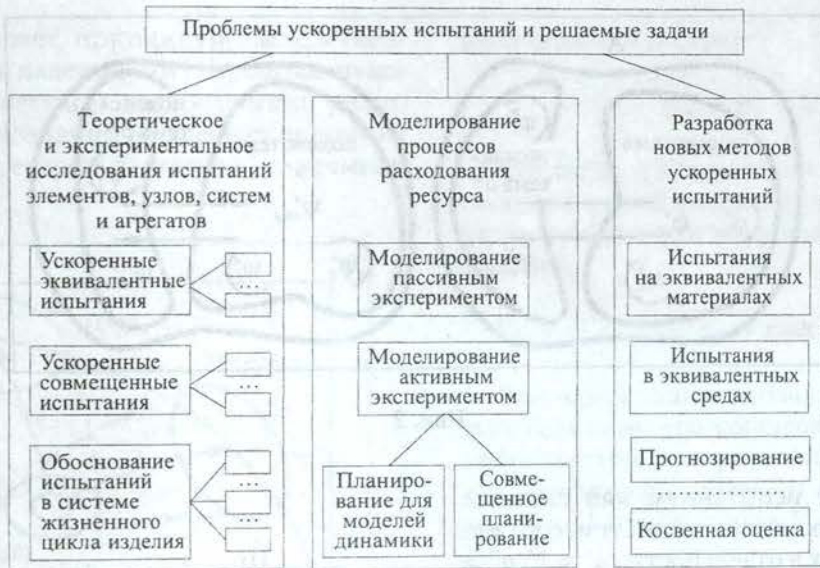 Проблемы ускоренных испытаний и решаемые задачи
Теоретическое
и экспериментальное
исследования испытаний
элементов, узлов, систем
и агрегатов
Ускоренные
эквивалентные
испытания
...
Ускоренные
совмещенные
испытания
...
Обоснование
испытаний
в системе
жизненного
цикла изделия
...
...
Моделирование
процессов
расходования
ресурса
Моделирование
пассивным
экспериментом
Моделирование
активным
экспериментом
Планиро-
вание для
моделей
динамики
Совме-
щенное
плани-
рование
Разработка
новых методов
ускоренных
испытаний
Испытания
на эквивалентных
материалах
Испытания
в эквивалентных
средах
Прогнозирование
Косвенная оценка